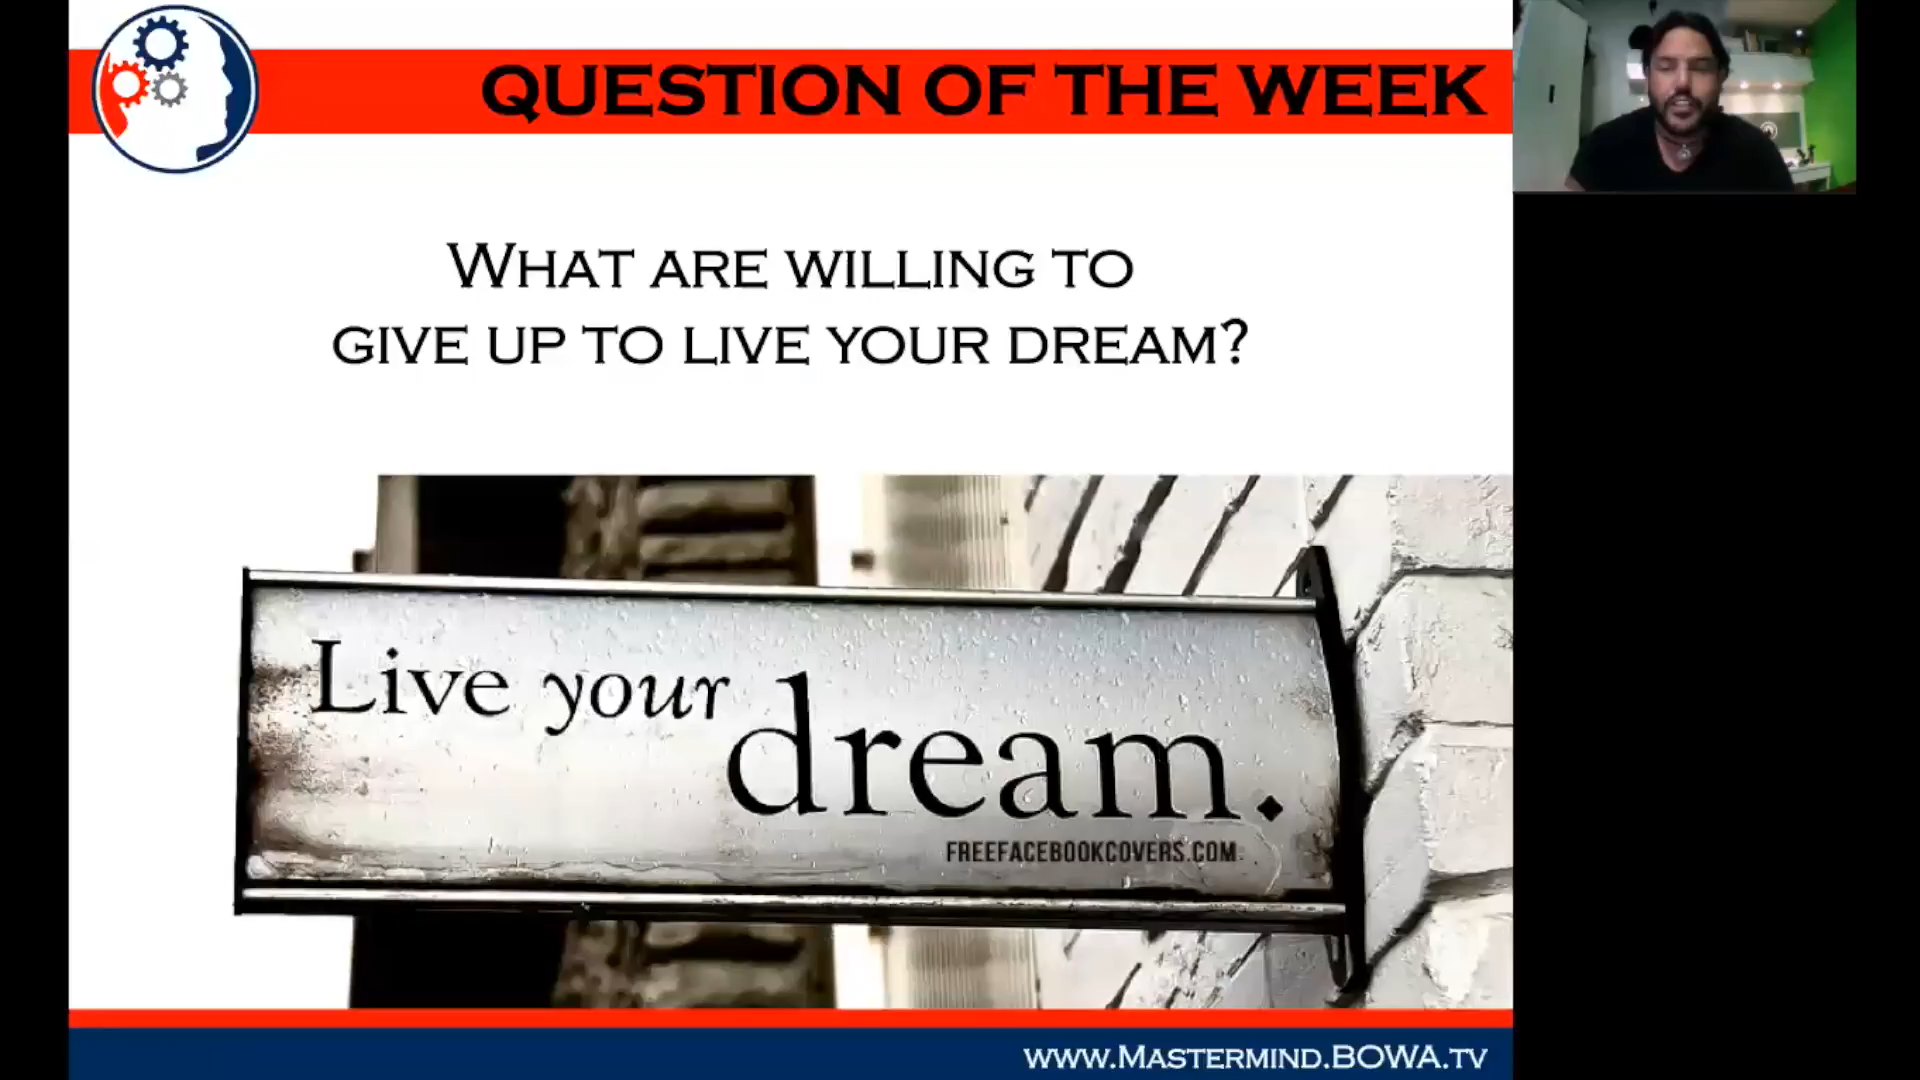 QUESTION OF THE WEEK
WHAT ARE WILLING TO
GIVE UP TO LIVE YOUR DREAM?
Live your
dream.
FREEFACEBOOKCOVERS.COM
WWW.MASTERMIND.BOWA.TV